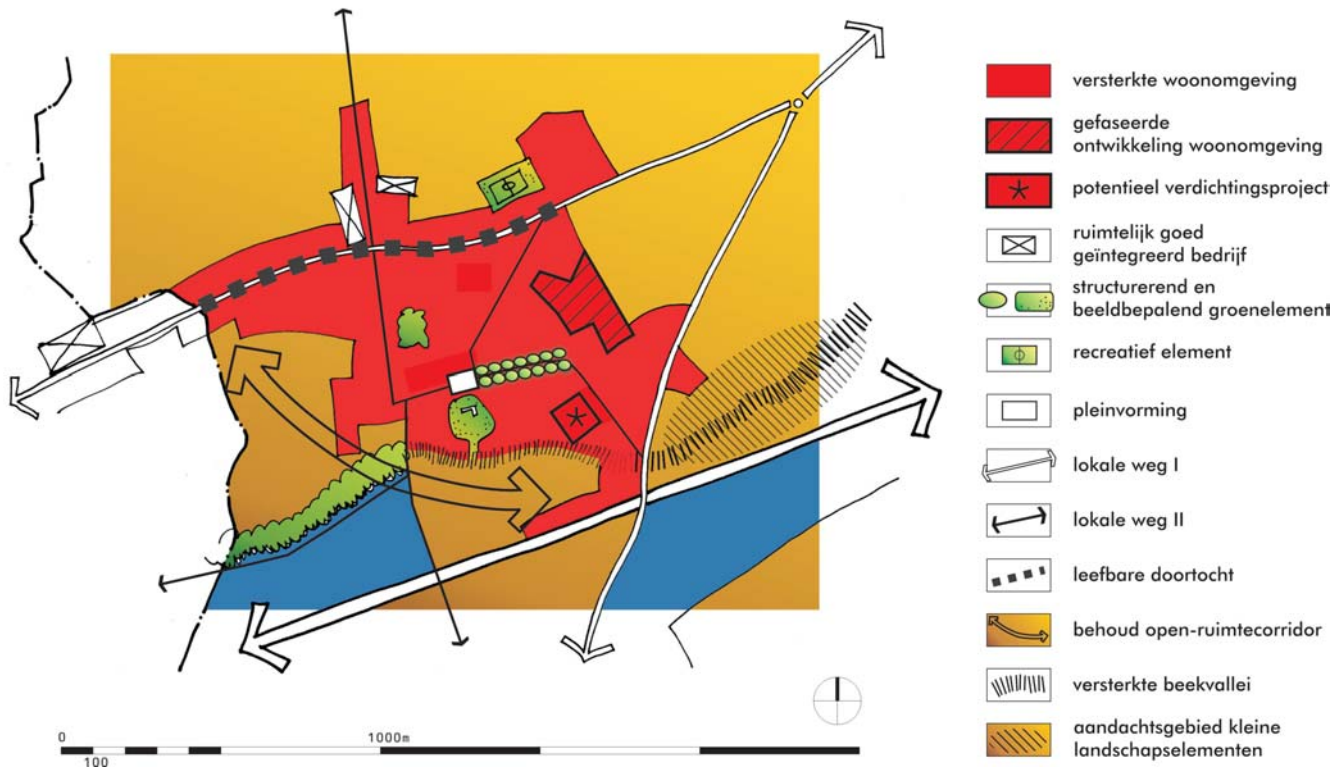 versterkte woonomgeving
gefaseerde
ontwikkeling woonomgeving
potentieel verdichtingsproject
ruimtelijk goed
geïntegreerd bedrijf
structurerend en
beeldbepalend groenelement
recreatief element
pleinvorming
lokale weg I
lokale weg II
leefbare doortocht
behoud open-ruimtecorridor
versterkte beekvallei
aandachtsgebied kleine
landschapselementen
0 1000m
100